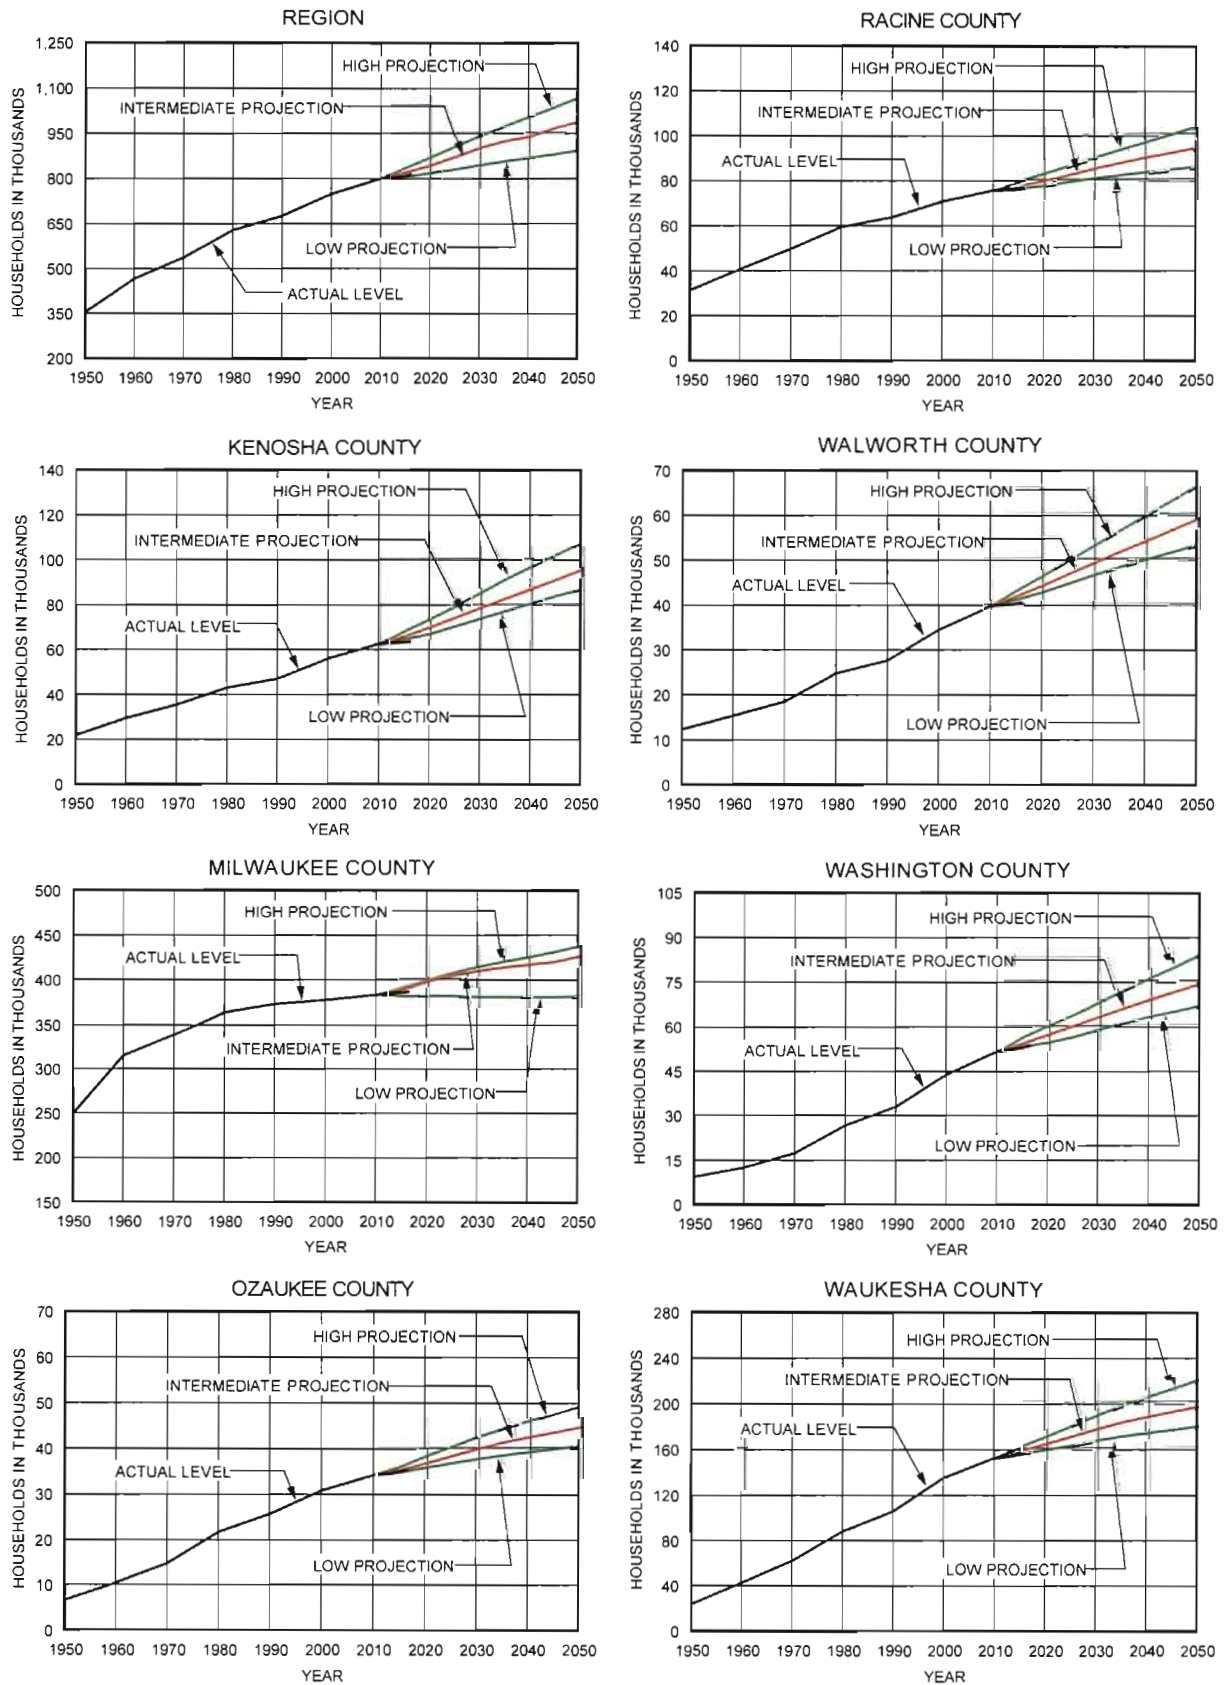 REGION
HOUSEHOLDS IN THOUSANDS
1,250
1,100
950
800
650
500
350
200
HIGH PROJECTION
INTERMEDIATE PROJECTION
LOW PROJECTION
ACTUAL LEVEL
1950 1960 1970 1980 1990 2000 2010 2020 2030 2040 2050
YEAR
RACINE COUNTY
HOUSEHOLDS IN THOUSANDS
140
120
100
80
60
40
20
0
HIGH PROJECTION
INTERMEDIATE PROJECTION
ACTUAL LEVEL
LOW PROJECTION
1950 1960 1970 1980 1990 2000 2010 2020 2030 2040 2050
YEAR
KENOSHA COUNTY
HOUSEHOLDS IN THOUSANDS
140
120
100
80
60
40
20
0
HIGH PROJECTION
INTERMEDIATE PROJECTION
ACTUAL LEVEL
LOW PROJECTION
1950 1960 1970 1980 1990 2000 2010 2020 2030 2040 2050
YEAR
WALWORTH COUNTY
HOUSEHOLDS IN THOUSANDS
70
60
50
40
30
20
10
0
HIGH PROJECTION
INTERMEDIATE PROJECTION
ACTUAL LEVEL
LOW PROJECTION
1950 1960 1970 1980 1990 2000 2010 2020 2030 2040 2050
YEAR
MILWAUKEE COUNTY
HOUSEHOLDS IN THOUSANDS
500
450
400
350
300
250
200
150
HIGH PROJECTION
ACTUAL LEVEL
INTERMEDIATE PROJECTION
LOW PROJECTION
1950 1960 1970 1980 1990 2000 2010 2020 2030 2040 2050
YEAR
WASHINGTON COUNTY
HOUSEHOLDS IN THOUSANDS
105
90
75
60
45
30
15
0
HIGH PROJECTION
INTERMEDIATE PROJECTION
ACTUAL LEVEL
LOW PROJECTION
1950 1960 1970 1980 1990 2000 2010 2020 2030 2040 2050
YEAR
OZAUKEE COUNTY
HOUSEHOLDS IN THOUSANDS
70
60
50
40
30
20
10
0
HIGH PROJECTION
INTERMEDIATE PROJECTION
ACTUAL LEVEL
LOW PROJECTION
1950 1960 1970 1980 1990 2000 2010 2020 2030 2040 2050
YEAR
WAUKESHA COUNTY
HOUSEHOLDS IN THOUSANDS
280
240
200
160
120
80
40
0
HIGH PROJECTION
INTERMEDIATE PROJECTION
ACTUAL LEVEL
LOW PROJECTION
1950 1960 1970 1980 1990 2000 2010 2020 2030 2040 2050
YEAR